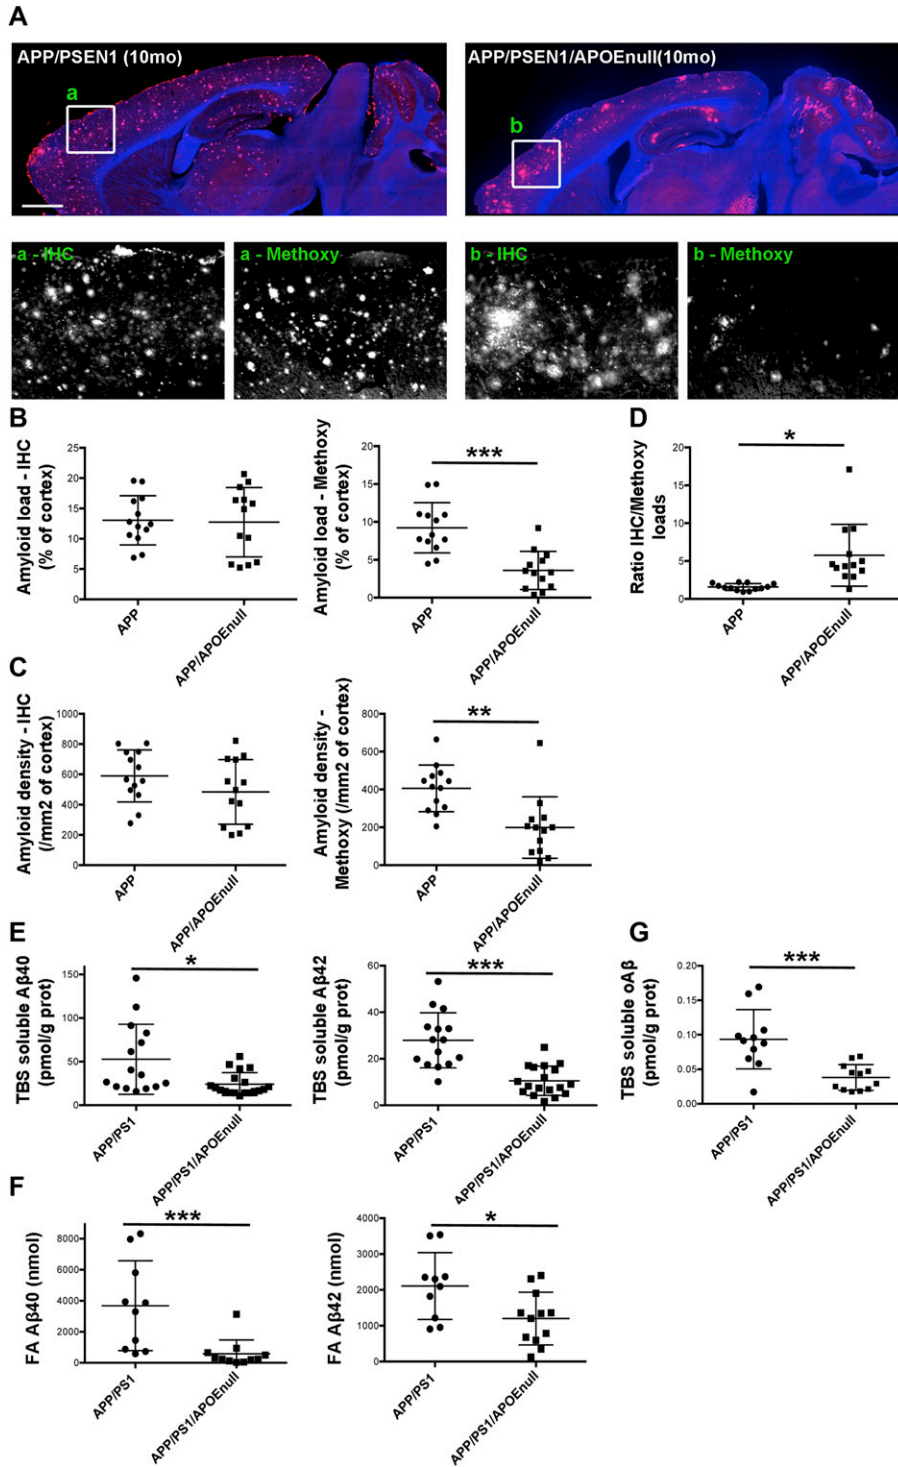 A
APP/PSEN1 (10mo)
APP/PSEN1/APOEnull(10mo)
a
b
a - IHC
a - Methoxy
b - IHC
b - Methoxy
B
Amyloid load - IHC
(% of cortex)
25
20
15
10
5
0
APP
APP/APOEnull
Amyloid load - Methoxy
(% of cortex)
20
15
10
5
0
***
APP
APP/APOEnull
D
Ratio IHC/Methoxy
loads
20
15
10
5
0
*
APP
APP/APOEnull
C
Amyloid density - IHC
(/mm2 of cortex)
1000
800
600
400
200
0
APP
APP/APOEnull
Amyloid density -
Methoxy (/mm2 of cortex)
800
600
400
200
0
**
APP
APP/APOEnull
E
TBS soluble Aβ40
(pmol/g prot)
150
100
50
0
*
APP/PS1
APP/PS1/APOEnull
TBS soluble Aβ42
(pmol/g prot)
60
40
20
0
***
APP/PS1
APP/PS1/APOEnull
G
TBS soluble oAβ
(pmol/g prot)
0.20
0.15
0.10
0.05
0.00
***
APP/PS1
APP/PS1/APOEnull
F
FA Aβ40 (nmol)
8000
6000
4000
2000
0
***
APP/PS1
APP/PS1/APOEnull
FA Aβ42 (nmol)
4000
3000
2000
1000
0
*
APP/PS1
APP/PS1/APOEnull